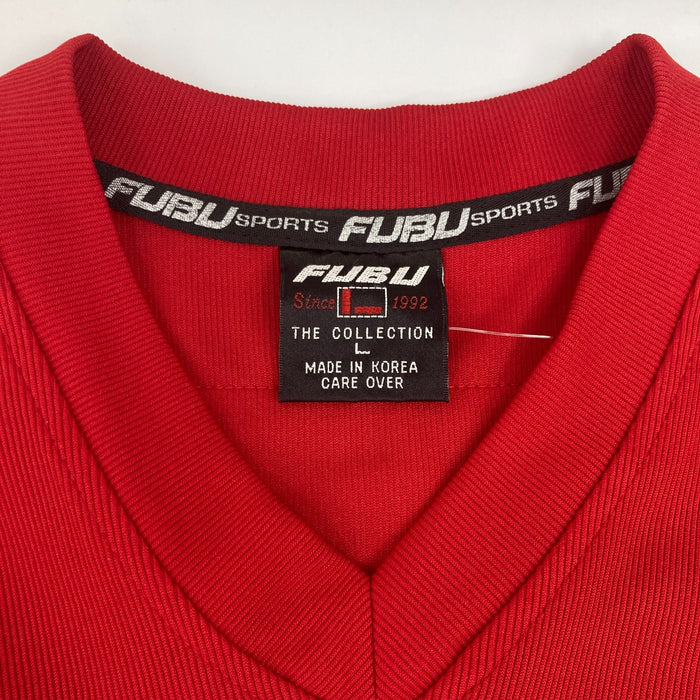 FUBU SPORTS FUBU SPORTS FUBU
FUBU
Since 1992
THE COLLECTION
L
MADE IN KOREA
CARE OVER